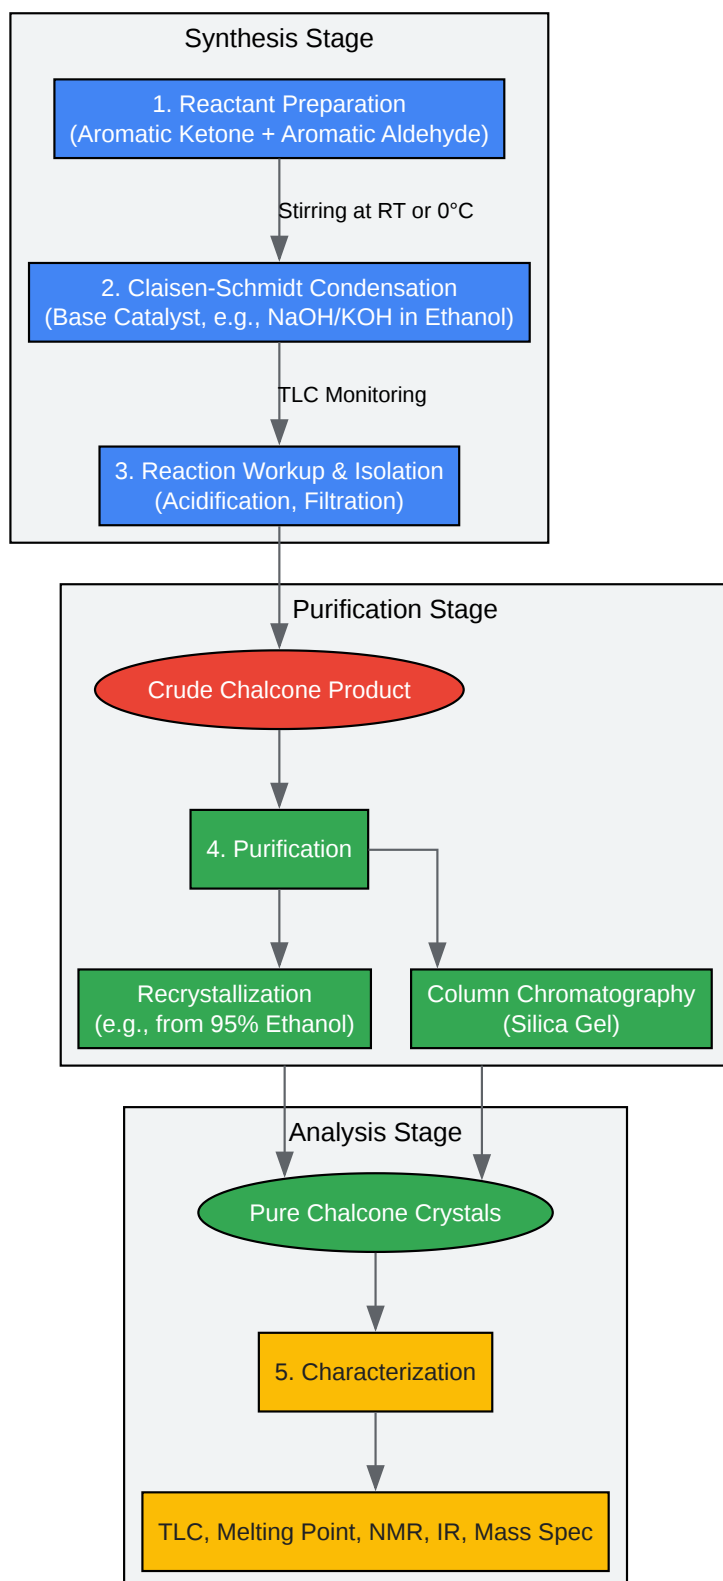 Synthesis Stage
1. Reactant Preparation
(Aromatic Ketone + Aromatic Aldehyde)
Stirring at RT or 0°C
2. Claisen-Schmidt Condensation
(Base Catalyst, e.g., NaOH/KOH in Ethanol)
TLC Monitoring
3. Reaction Workup & Isolation
(Acidification, Filtration)
Purification Stage
Crude Chalcone Product
4. Purification
Recrystallization
(e.g., from 95% Ethanol)
Column Chromatography
(Silica Gel)
Analysis Stage
Pure Chalcone Crystals
5. Characterization
TLC, Melting Point, NMR, IR, Mass Spec